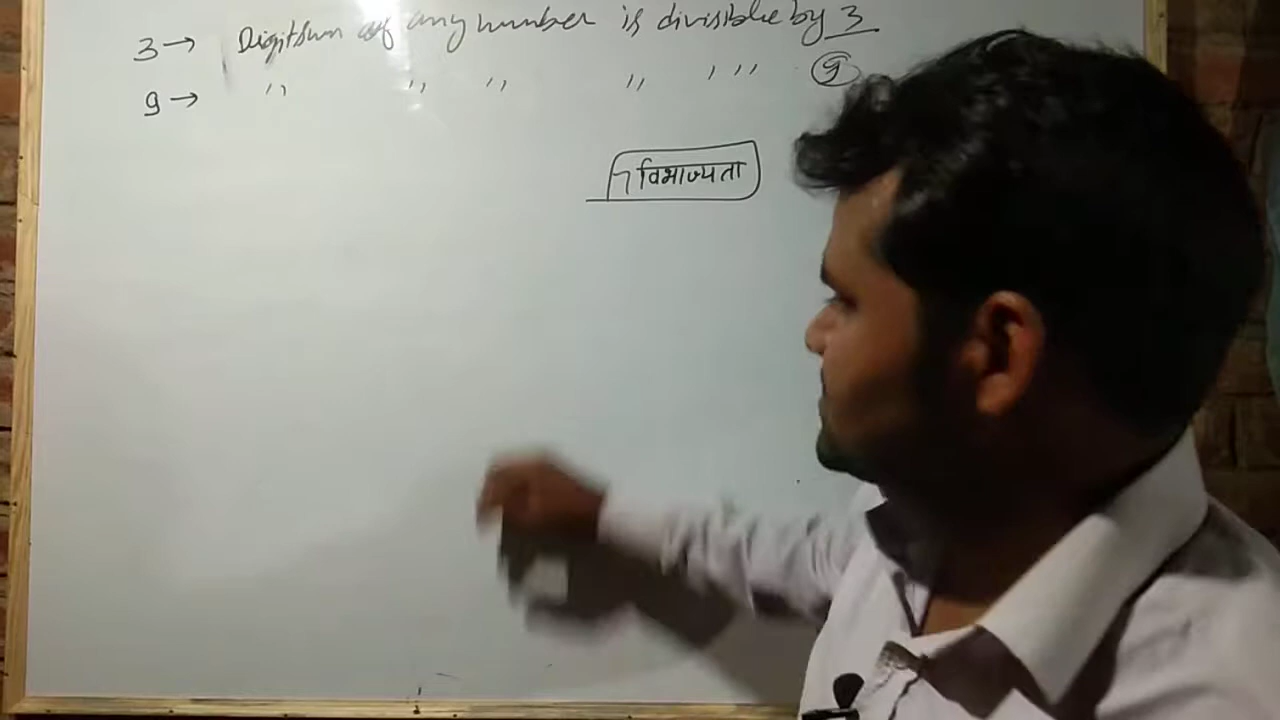 3→ Digitsum of any number is divisible by 3
9→ ,, ,, ,, ,, , ,, 9
विभाज्यता